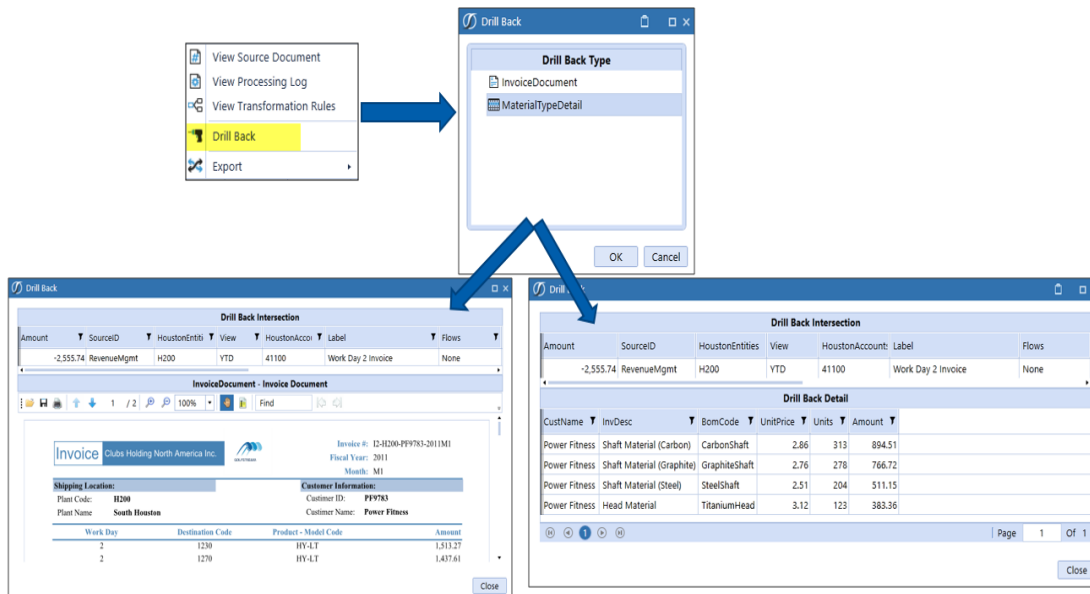 View Source Document
View Processing Log
View Transformation Rules
Drill Back
Export
Drill Back
Drill Back Type
InvoiceDocument
MaterialTypeDetail
OK Cancel
Drill Back
Drill Back Intersection
Amount SourceID HoustonEntiti View HoustonAccou Label Flows
-2,555.74 RevenueMgmt H200 YTD 41100 Work Day 2 Invoice None
InvoiceDocument - Invoice Document
1 / 2 100% Find
Invoice Clubs Holding North America Inc.
Invoice #: I2-H200-PF9783-2011M1
Fiscal Year: 2011
Month: M1
Shipping Location: Custimer Information:
Plant Code: H200 Custimer ID: PF9783
Plant Name South Houston Custimer Name: Power Fitness
Work Day Destination Code Product - Model Code Amount
2 1230 HY-LT 1,513.27
2 1270 HY-LT 1,437.61
Close
Drill
Drill Back Intersection
Amount SourceID HoustonEntities View HoustonAccounts Label Flows
-2,555.74 RevenueMgmt H200 YTD 41100 Work Day 2 Invoice None
Drill Back Detail
CustName InvDesc BomCode UnitPrice Units Amount
Power Fitness Shaft Material (Carbon) CarbonShaft 2.86 313 894.51
Power Fitness Shaft Material (Graphite) GraphiteShaft 2.76 278 766.72
Power Fitness Shaft Material (Steel) SteelShaft 2.51 204 511.15
Power Fitness Head Material TitaniumHead 3.12 123 383.36
1 Page 1 Of 1
Close